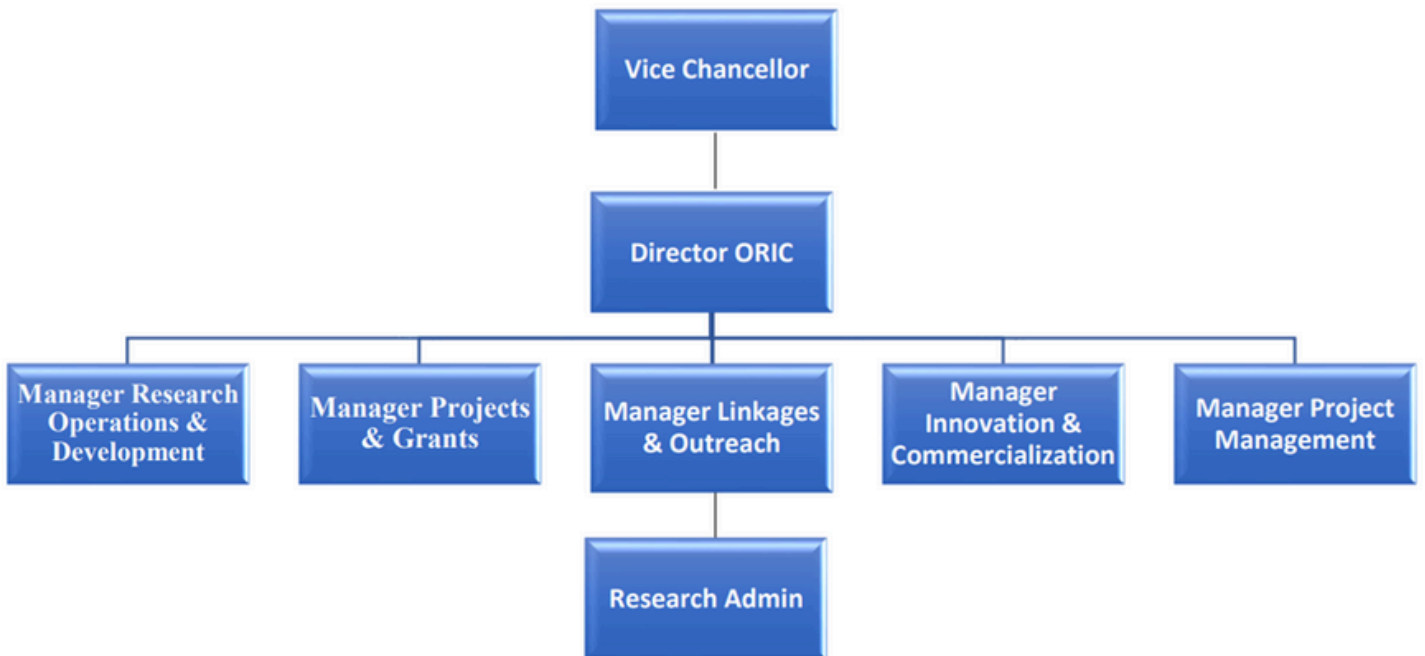 Vice Chancellor
Director ORIC
Manager Research
Operations &
Development
Manager Projects
& Grants
Manager Linkages
& Outreach
Manager
Innovation &
Commercialization
Manager Project
Management
Research Admin